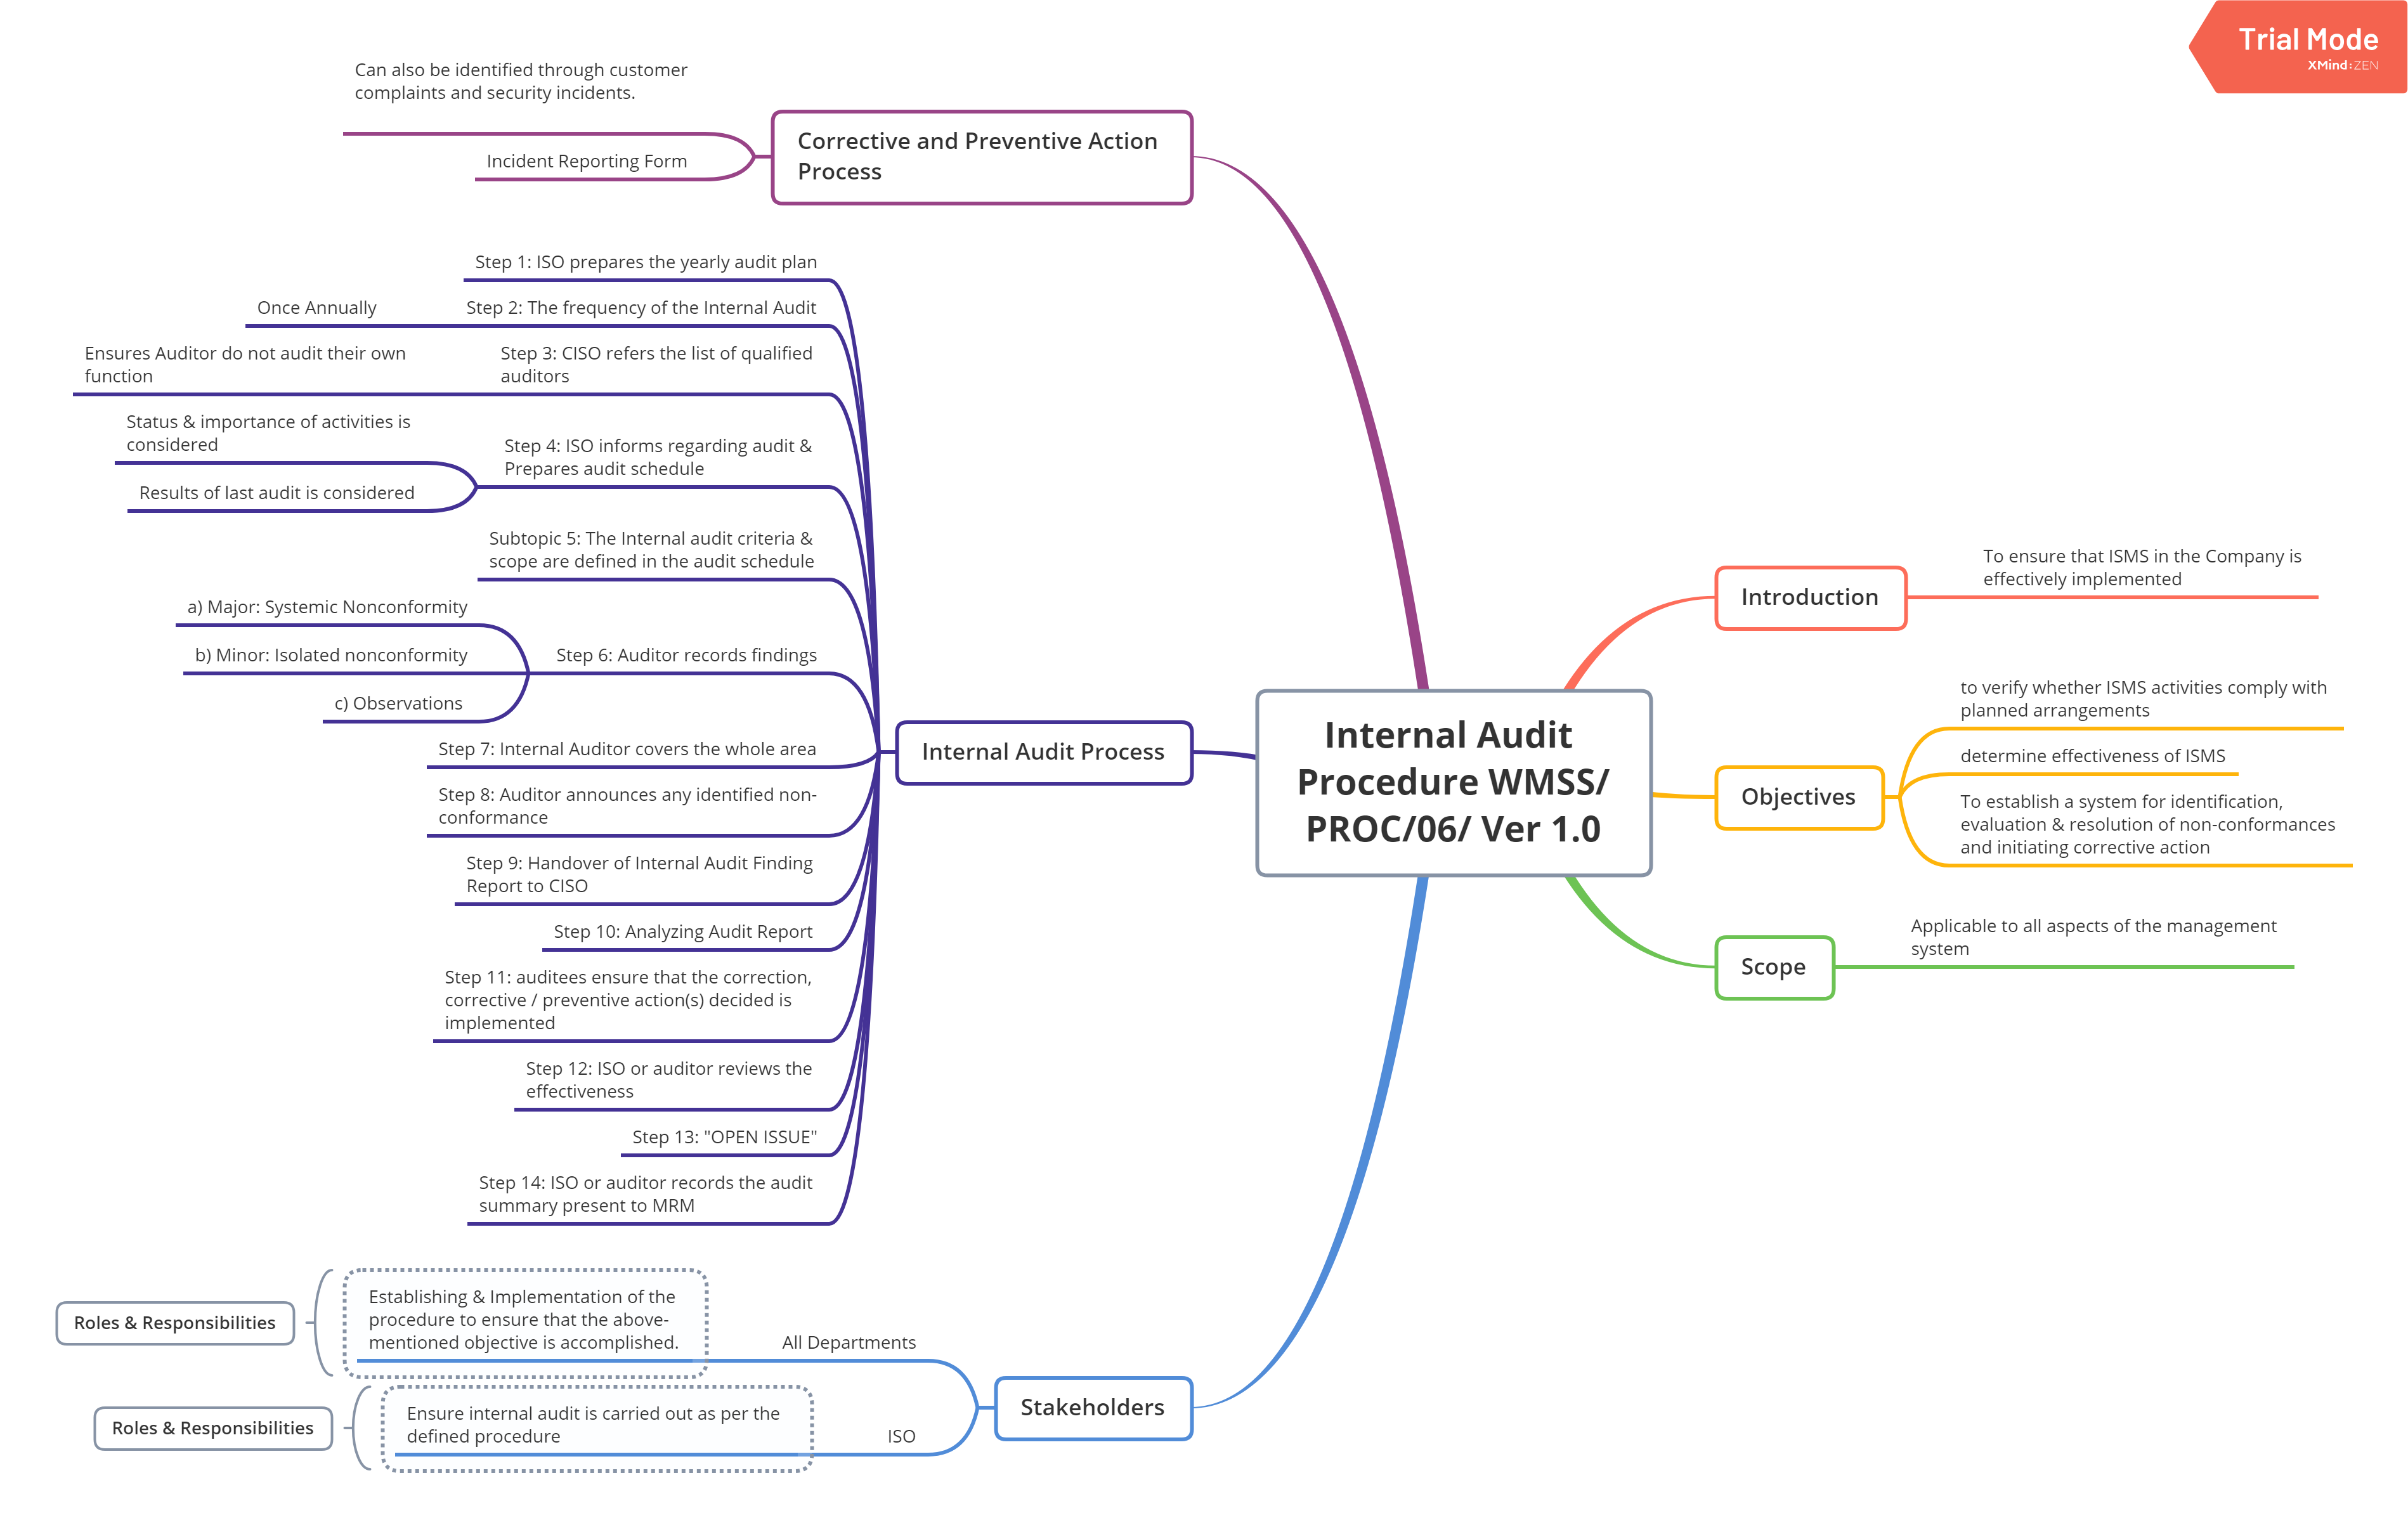 Trial Mode
XMind:ZEN
Can also be identified through customer
complaints and security incidents.
Incident Reporting Form
Corrective and Preventive Action
Process
Step 1: ISO prepares the yearly audit plan
Once Annually
Step 2: The frequency of the Internal Audit
Ensures Auditor do not audit their own
function
Step 3: CISO refers the list of qualified
auditors
Status & importance of activities is
considered
Results of last audit is considered
Step 4: ISO informs regarding audit &
Prepares audit schedule
Subtopic 5: The Internal audit criteria &
scope are defined in the audit schedule
a) Major: Systemic Nonconformity
b) Minor: Isolated nonconformity
c) Observations
Step 6: Auditor records findings
Step 7: Internal Auditor covers the whole area
Step 8: Auditor announces any identified non-
conformance
Step 9: Handover of Internal Audit Finding
Report to CISO
Step 10: Analyzing Audit Report
Step 11: auditees ensure that the correction,
corrective / preventive action(s) decided is
implemented
Step 12: ISO or auditor reviews the
effectiveness
Step 13: "OPEN ISSUE"
Step 14: ISO or auditor records the audit
summary present to MRM
Internal Audit Process
Internal Audit
Procedure WMSS/
PROC/06/ Ver 1.0
Introduction
To ensure that ISMS in the Company is
effectively implemented
Objectives
to verify whether ISMS activities comply with
planned arrangements
determine effectiveness of ISMS
To establish a system for identification,
evaluation & resolution of non-conformances
and initiating corrective action
Scope
Applicable to all aspects of the management
system
Roles & Responsibilities
Establishing & Implementation of the
procedure to ensure that the above-
mentioned objective is accomplished.
All Departments
Roles & Responsibilities
Ensure internal audit is carried out as per the
defined procedure
ISO
Stakeholders